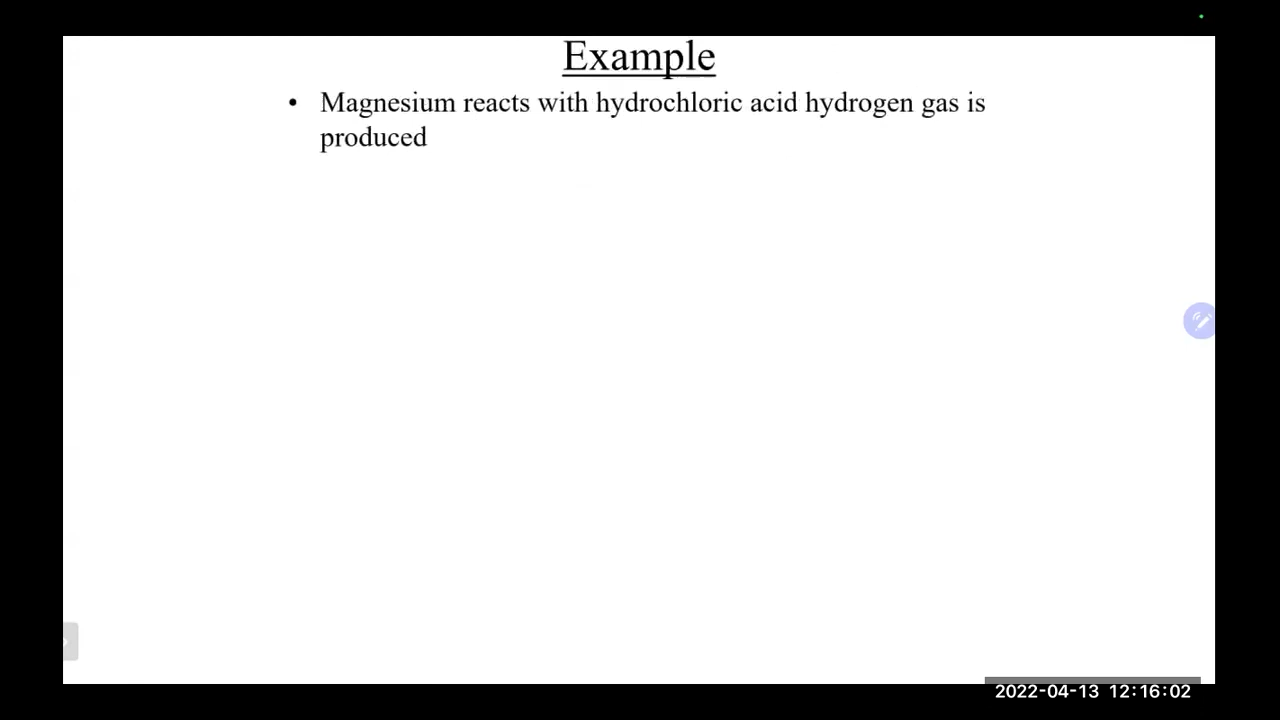 Example
• Magnesium reacts with hydrochloric acid hydrogen gas is
produced
2022-04-13 12:16:02